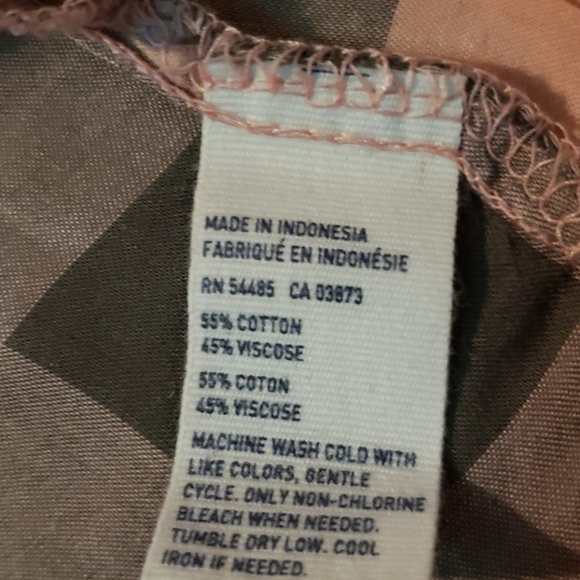 MADE IN INDONESIA
FABRIQUÉ EN INDONÉSIE
RN 54485 CA 03873
55% COTTON
45% VISCOSE
55% COTON
45% VISCOSE
MACHINE WASH COLD WITH
LIKE COLORS, GENTLE
CYCLE. ONLY NON-CHLORINE
BLEACH WHEN NEEDED.
TUMBLE DRY LOW. COOL
IRON IF NEEDED.